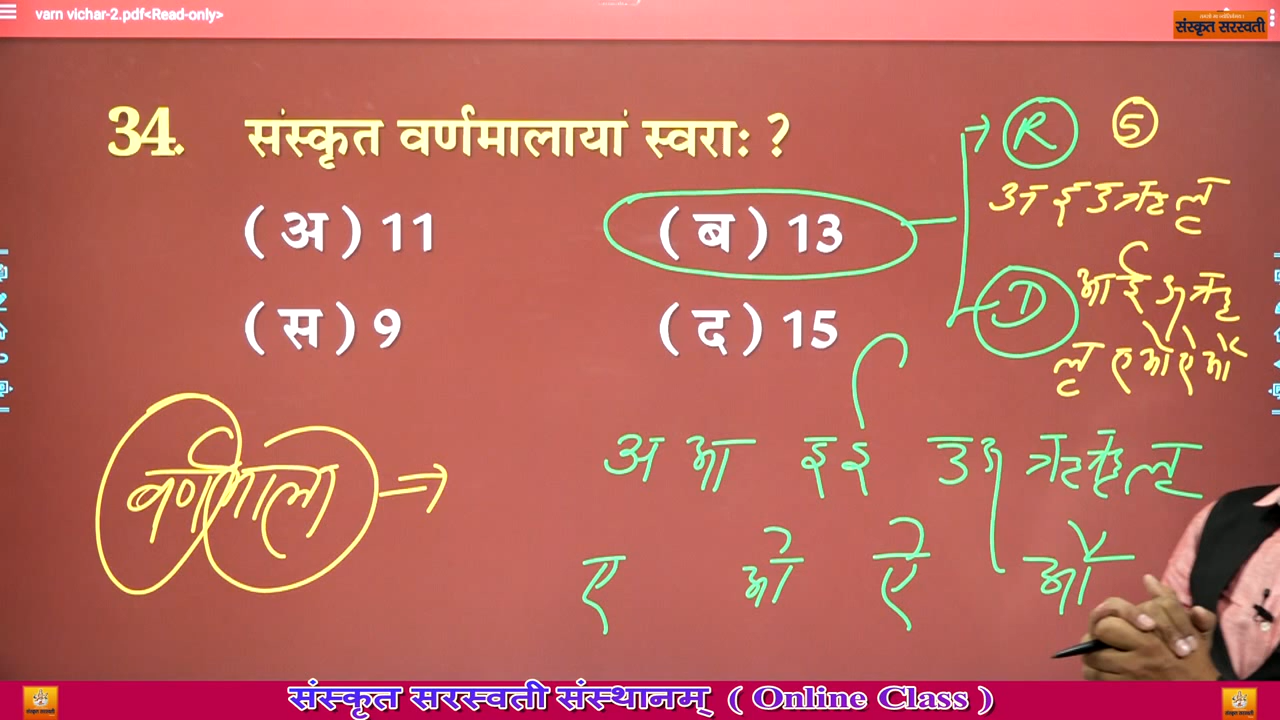 varn vichar-2.pdf<Read-only>
संस्कृत सरस्वती
34. संस्कृत वर्णमालायां स्वराः ?
( अ ) 11 ( ब ) 13
( स ) 9 ( द ) 15
R 5
अ इ उ ऋ लृ
D आ ई ऊ ॠ
लृ ए ओ ऐ औ
वर्णमाला →
अ आ इ ई उ ऊ ऋ ॠ लृ
ए ओ ऐ औ
संस्कृत सरस्वती संस्थानम् ( Online Class )